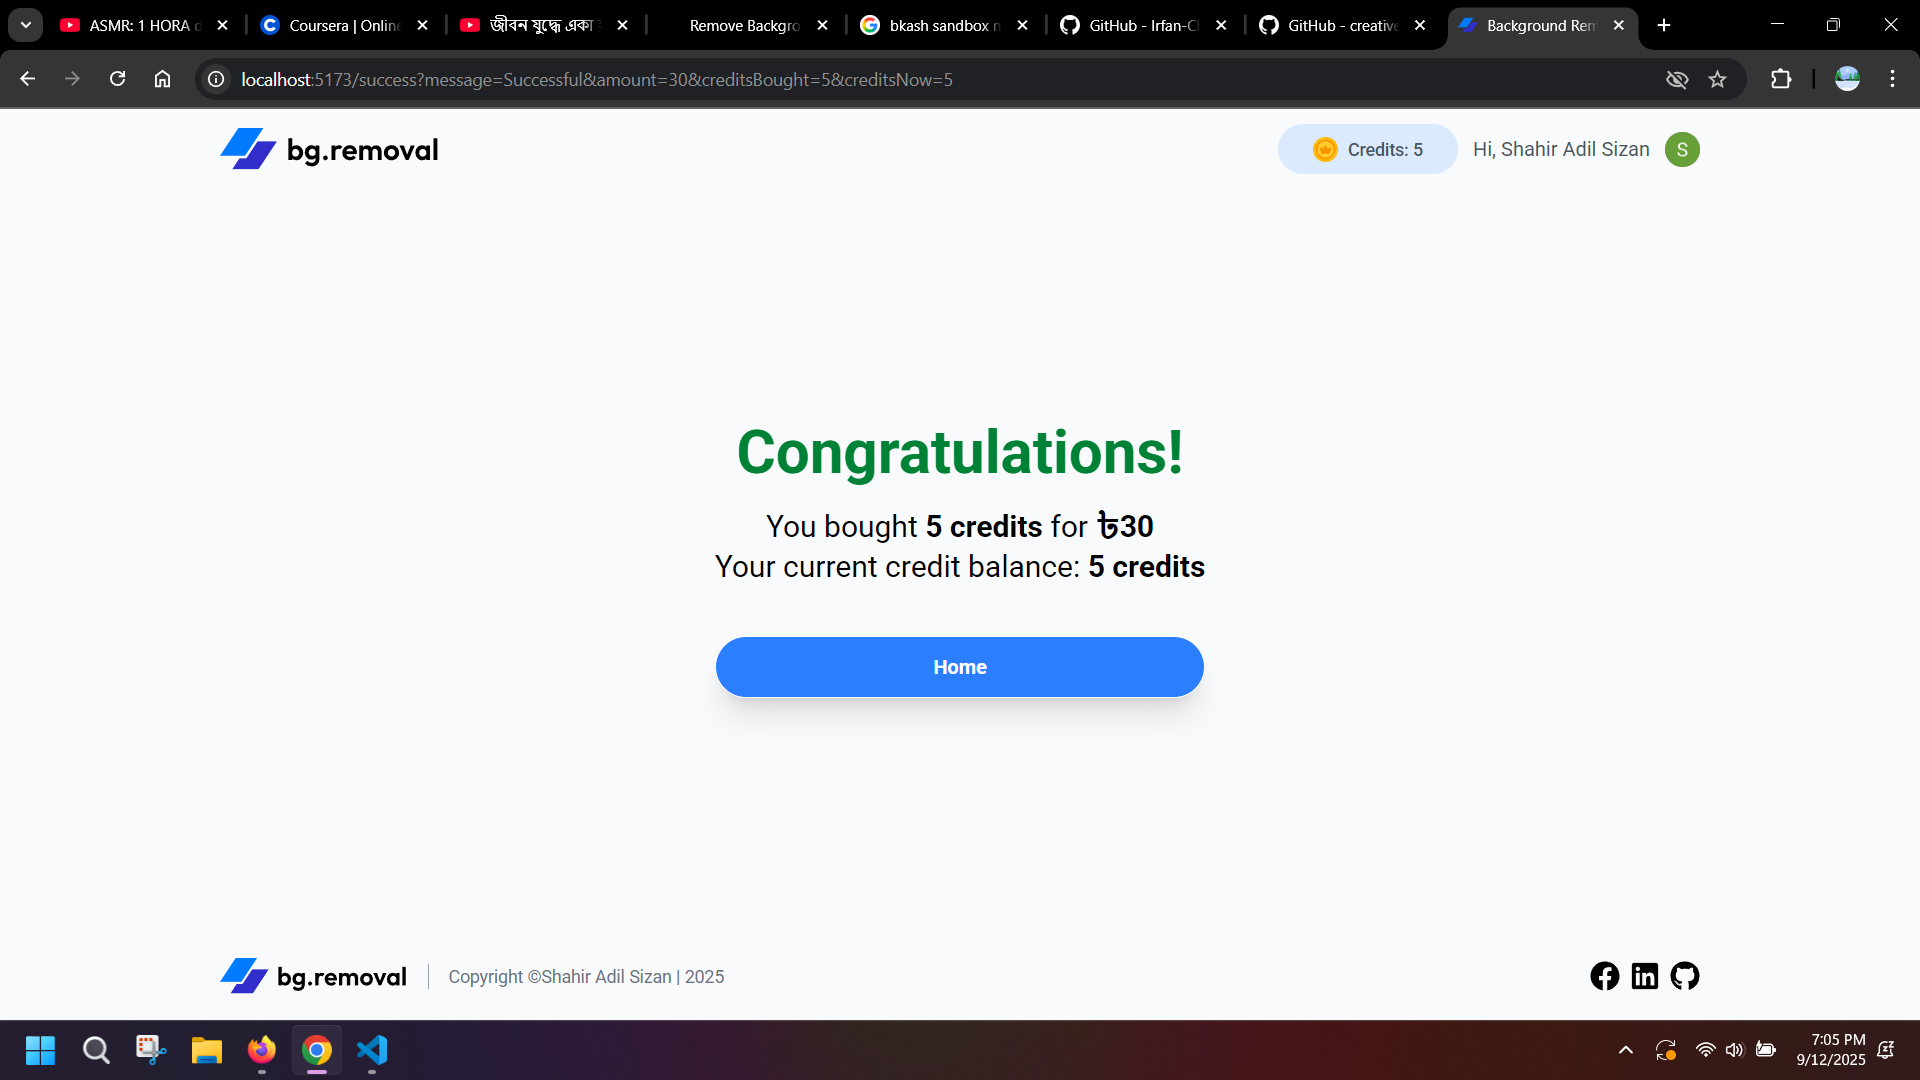 ASMR: 1 HORA d
Coursera | Online
জীবন যুদ্ধে একা
Remove Backgro
bkash sandbox n
GitHub - Irfan-Ch
GitHub - creative
Background Rem
localhost:5173/success?message=Successful&amount=30&creditsBought=5&creditsNow=5
bg.removal
Credits: 5
Hi, Shahir Adil Sizan
S
Congratulations!
You bought 5 credits for ৳30
Your current credit balance: 5 credits
Home
bg.removal
Copyright ©Shahir Adil Sizan | 2025
7:05 PM
9/12/2025